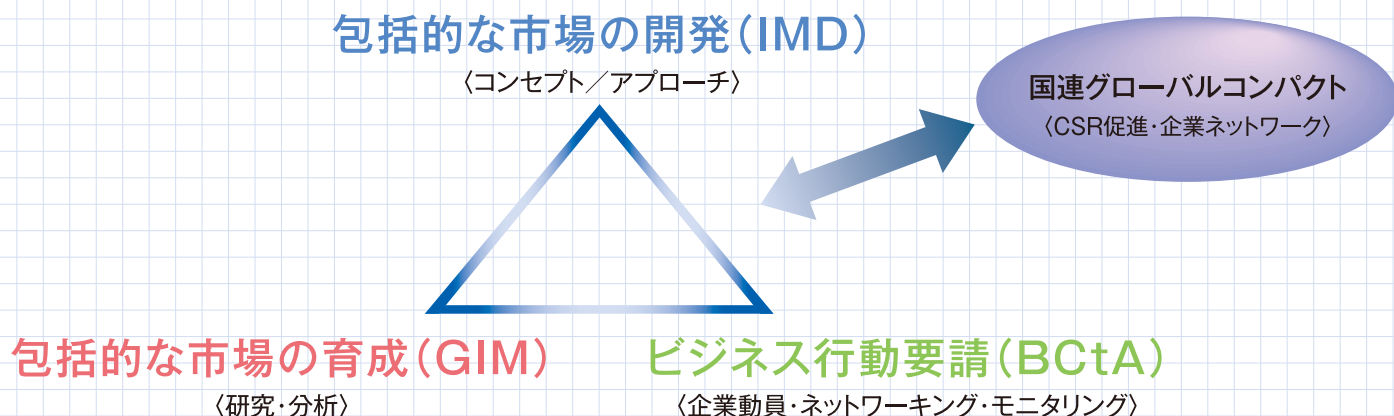 包括的な市場の開発(IMD)
〈コンセプト／アプローチ〉
国連グローバルコンパクト
〈CSR促進・企業ネットワーク〉
包括的な市場の育成(GIM)
〈研究・分析〉
ビジネス行動要請(BCtA)
〈企業動員・ネットワーキング・モニタリング〉